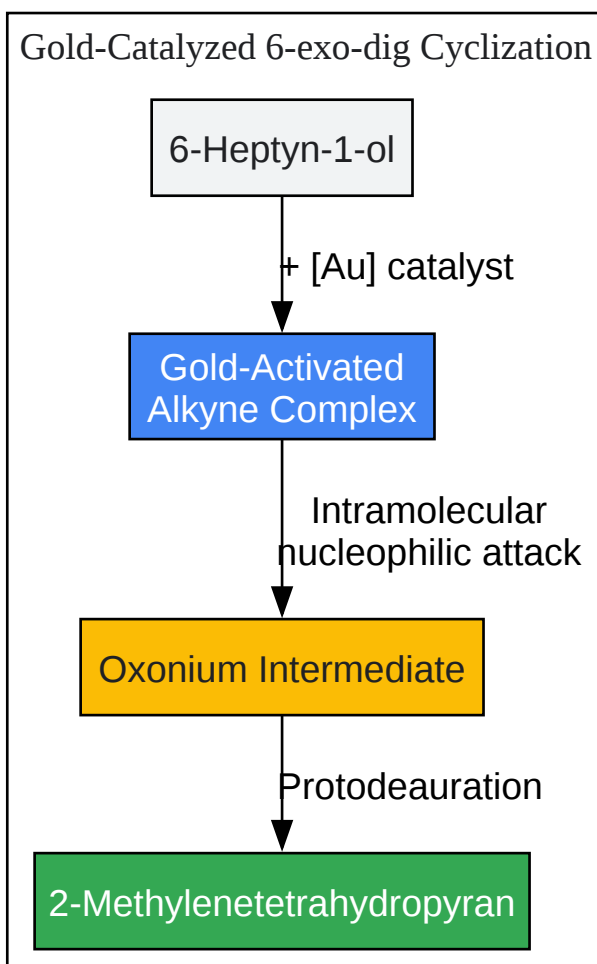 Gold-Catalyzed 6-exo-dig Cyclization
6-Heptyn-1-ol
+ [Au] catalyst
Gold-Activated
Alkyne Complex
Intramolecular
nucleophilic attack
Oxonium Intermediate
Protodeauration
2-Methylenetetrahydropyran